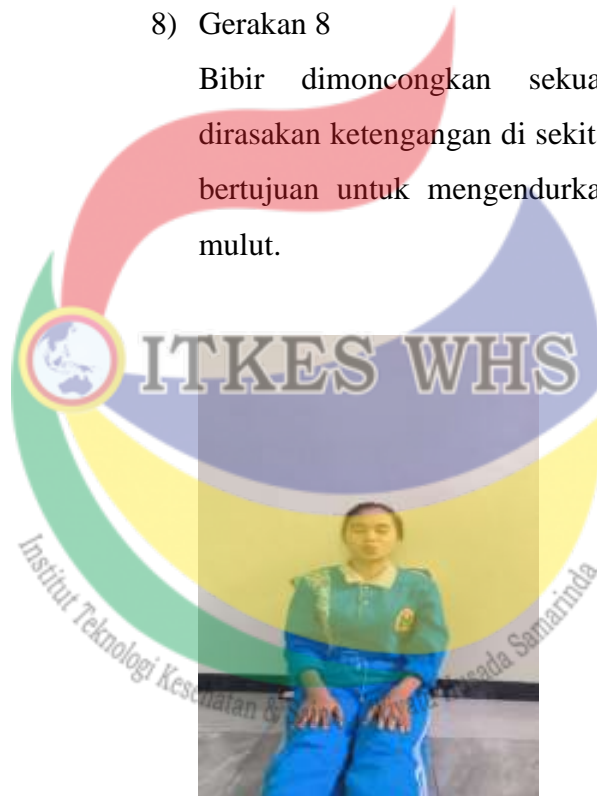 8) Gerakan 8
Bibir dimoncongkan sekua
dirasakan ketengangan di sekit
bertujuan untuk mengendurka
mulut.
ITKES WHS
Institut Teknologi Kesehatan &
Samarinda